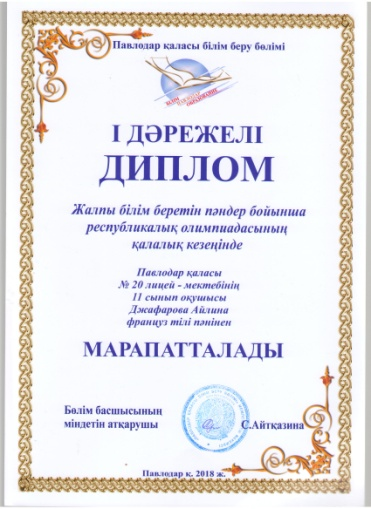 Павлодар қаласы білім беру бөлімі
І ДӘРЕЖЕЛІ
ДИПЛОМ
Жалпы білім беретін пәндер бойынша
республикалық олимпиадасының
қалалық кезеңінде
Павлодар қаласы
№ 20 лицей - мектебінің
11 сынып оқушысы
Джафарова Айлина
француз тілі пәнінен
МАРАПАТТАЛАДЫ
Бөлім басшысының
міндетін атқарушы
С.Айтқазина
Павлодар қ. 2018 ж.